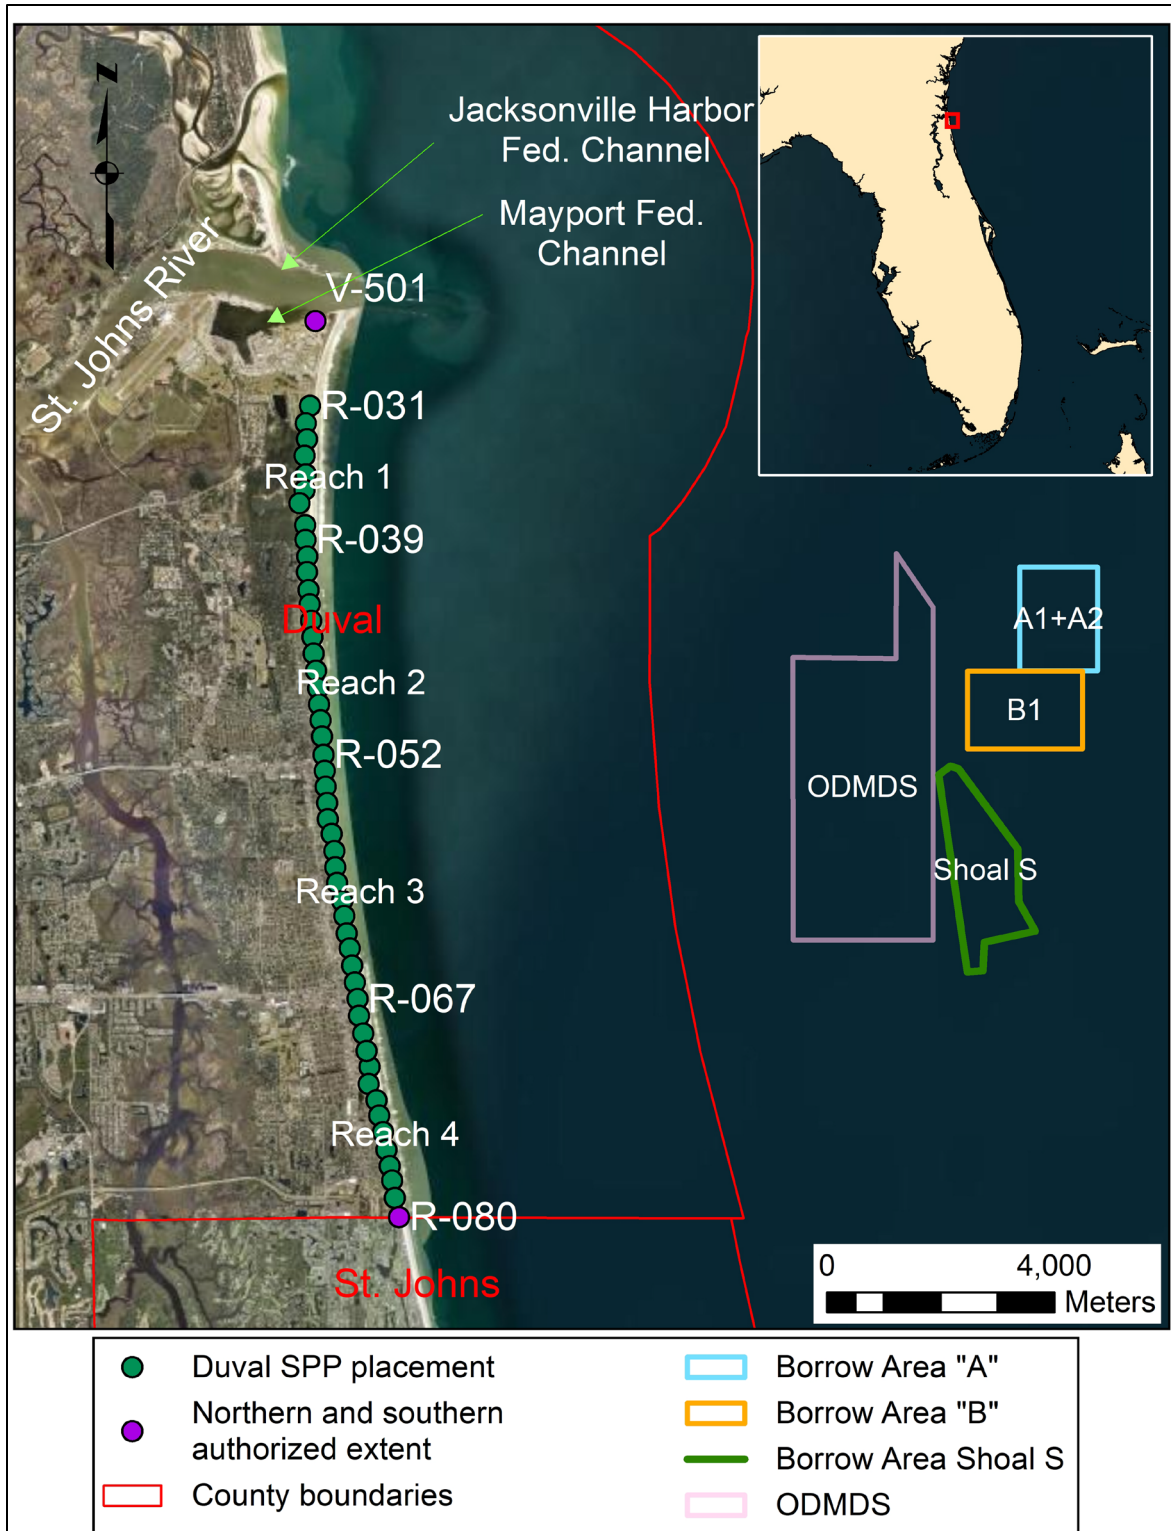 N
Jacksonville Harbor
Fed. Channel
Mayport Fed.
Channel
St. Johns River
V-501
R-031
Reach 1
R-039
Duval
Reach 2
R-052
Reach 3
R-067
Reach 4
R-080
St. Johns
A1+A2
B1
ODMDS
Shoal S
0 4,000
Meters
Duval SPP placement
Northern and southern
authorized extent
County boundaries
Borrow Area "A"
Borrow Area "B"
Borrow Area Shoal S
ODMDS